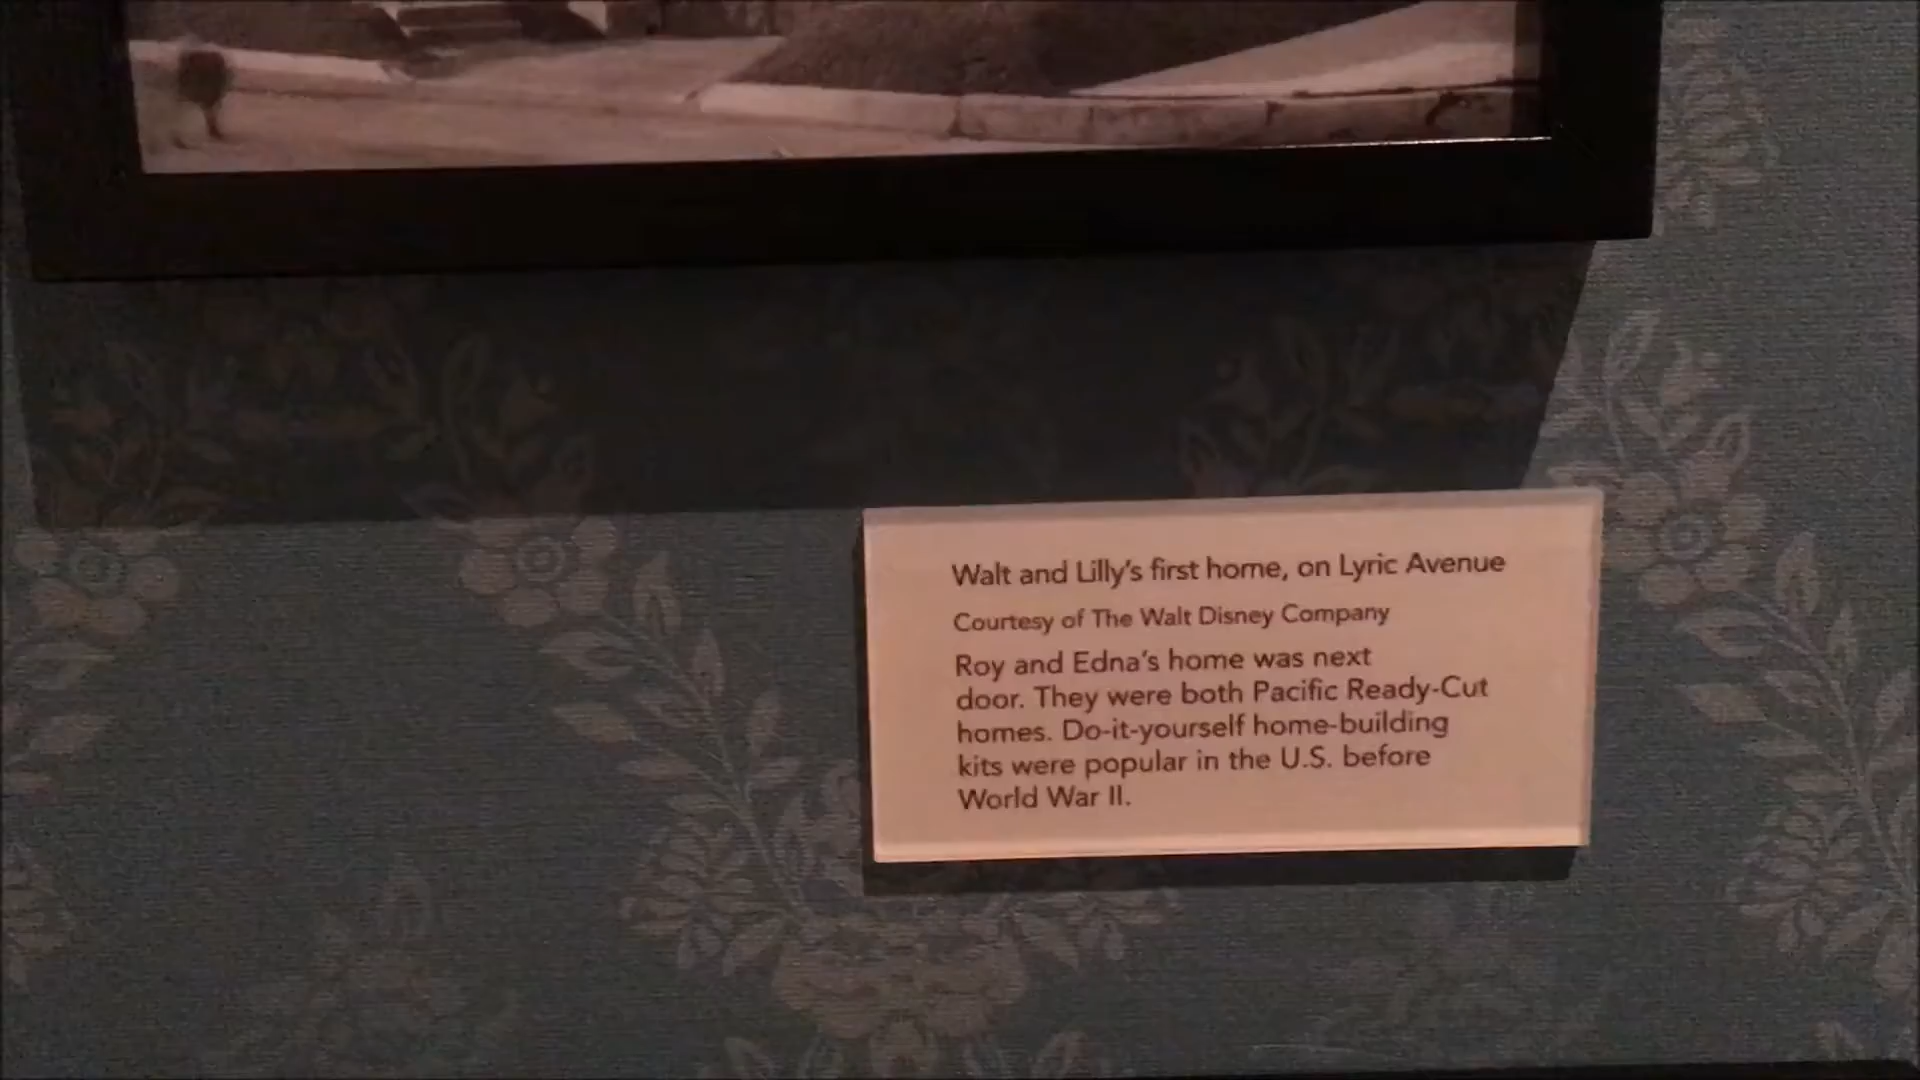 Walt and Lilly's first home, on Lyric Avenue
Courtesy of The Walt Disney Company
Roy and Edna's home was next
door. They were both Pacific Ready-Cut
homes. Do-it-yourself home-building
kits were popular in the U.S. before
World War II.